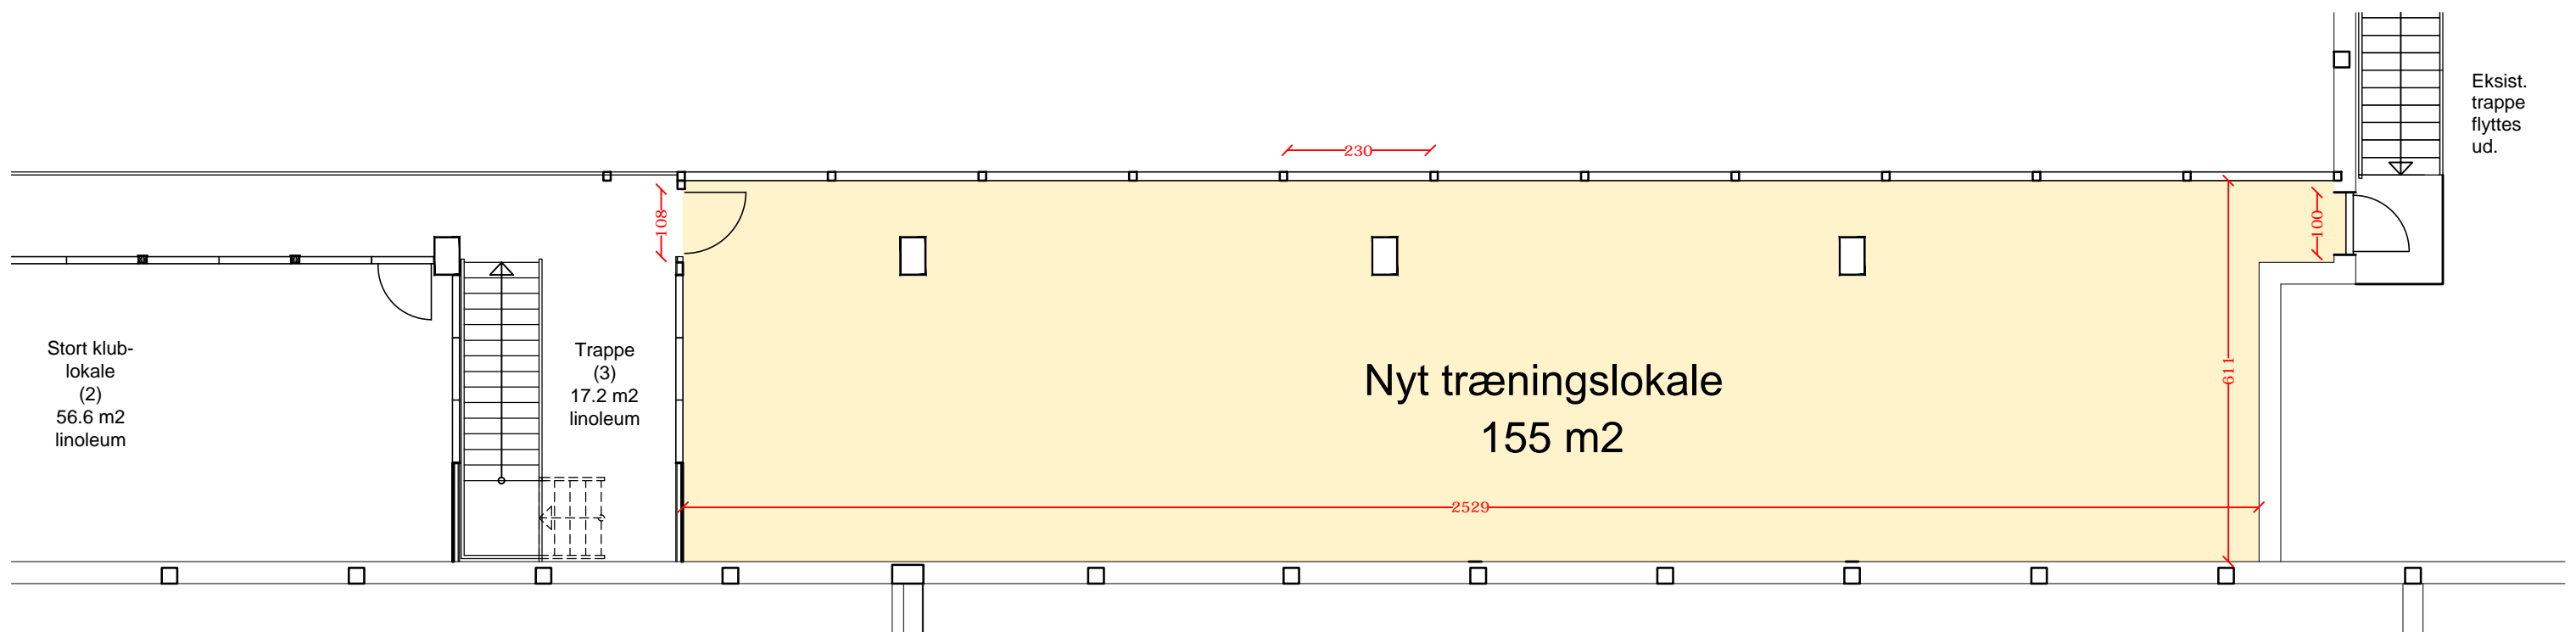 Eksist.
trappe
flyttes
ud.
230
108
100
Stort klub-
lokale
(2)
56.6 m2
linoleum
Trappe
(3)
17.2 m2
linoleum
Nyt træningslokale
155 m2
611
2529